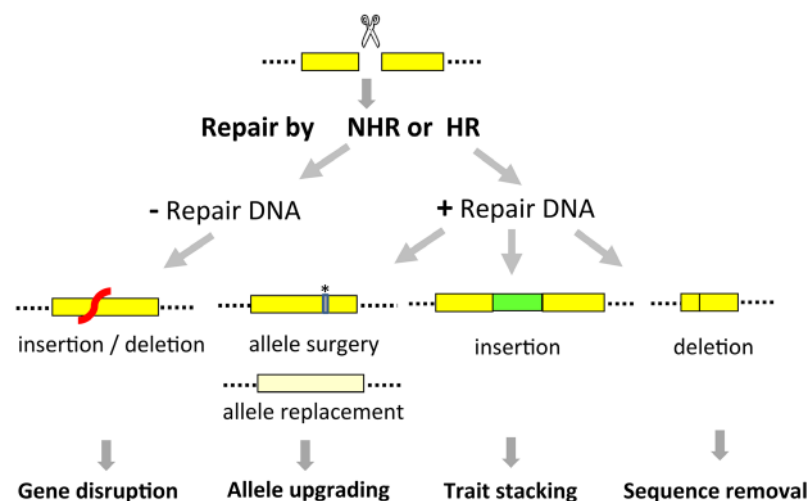 Repair by NHR or HR
- Repair DNA
+ Repair DNA
*
insertion / deletion
allele surgery
insertion
deletion
allele replacement
Gene disruption
Allele upgrading
Trait stacking
Sequence removal